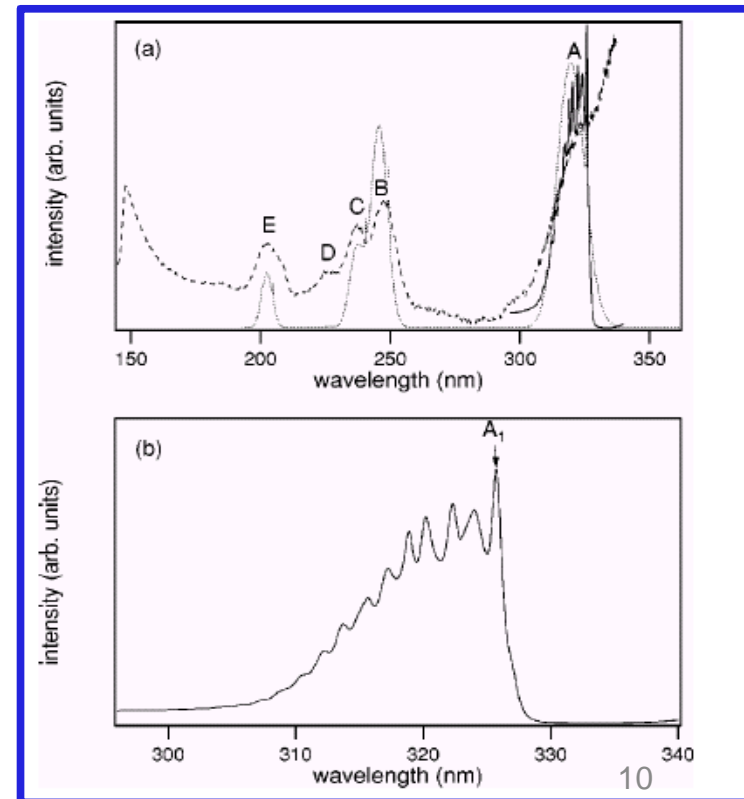 (a)
A
B
C
D
E
intensity (arb. units)
150 200 250 300 350
wavelength (nm)
(b)
A1
intensity (arb. units)
300 310 320 330 340
wavelength (nm)
10